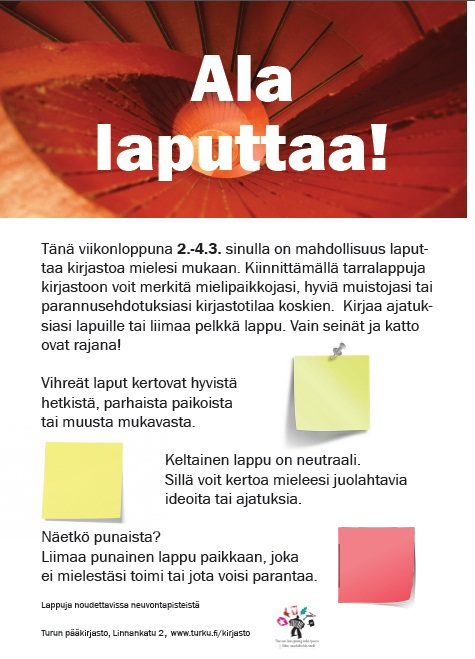 Ala
laputtaa!
Tänä viikonloppuna 2.-4.3. sinulla on mahdollisuus laput-
taa kirjastoa mielesi mukaan. Kiinnittämällä tarralappuja
kirjastoon voit merkitä mielipaikkojasi, hyviä muistojasi tai
parannusehdotuksiasi kirjastotilaa koskien. Kirjaa ajatuk-
siasi lapuille tai liimaa pelkkä lappu. Vain seinät ja katto
ovat rajana!
Vihreät laput kertovat hyvistä
hetkistä, parhaista paikoista
tai muusta mukavasta.
Keltainen lappu on neutraali.
Sillä voit kertoa mieleesi juolahtavia
ideoita tai ajatuksia.
Näetkö punaista?
Liimaa punainen lappu paikkaan, joka
ei mielestäsi toimi tai jota voisi parantaa.
Lappuja noudettavissa neuvontapisteistä
Turun pääkirjasto, Linnankatu 2, www.turku.fi/kirjasto